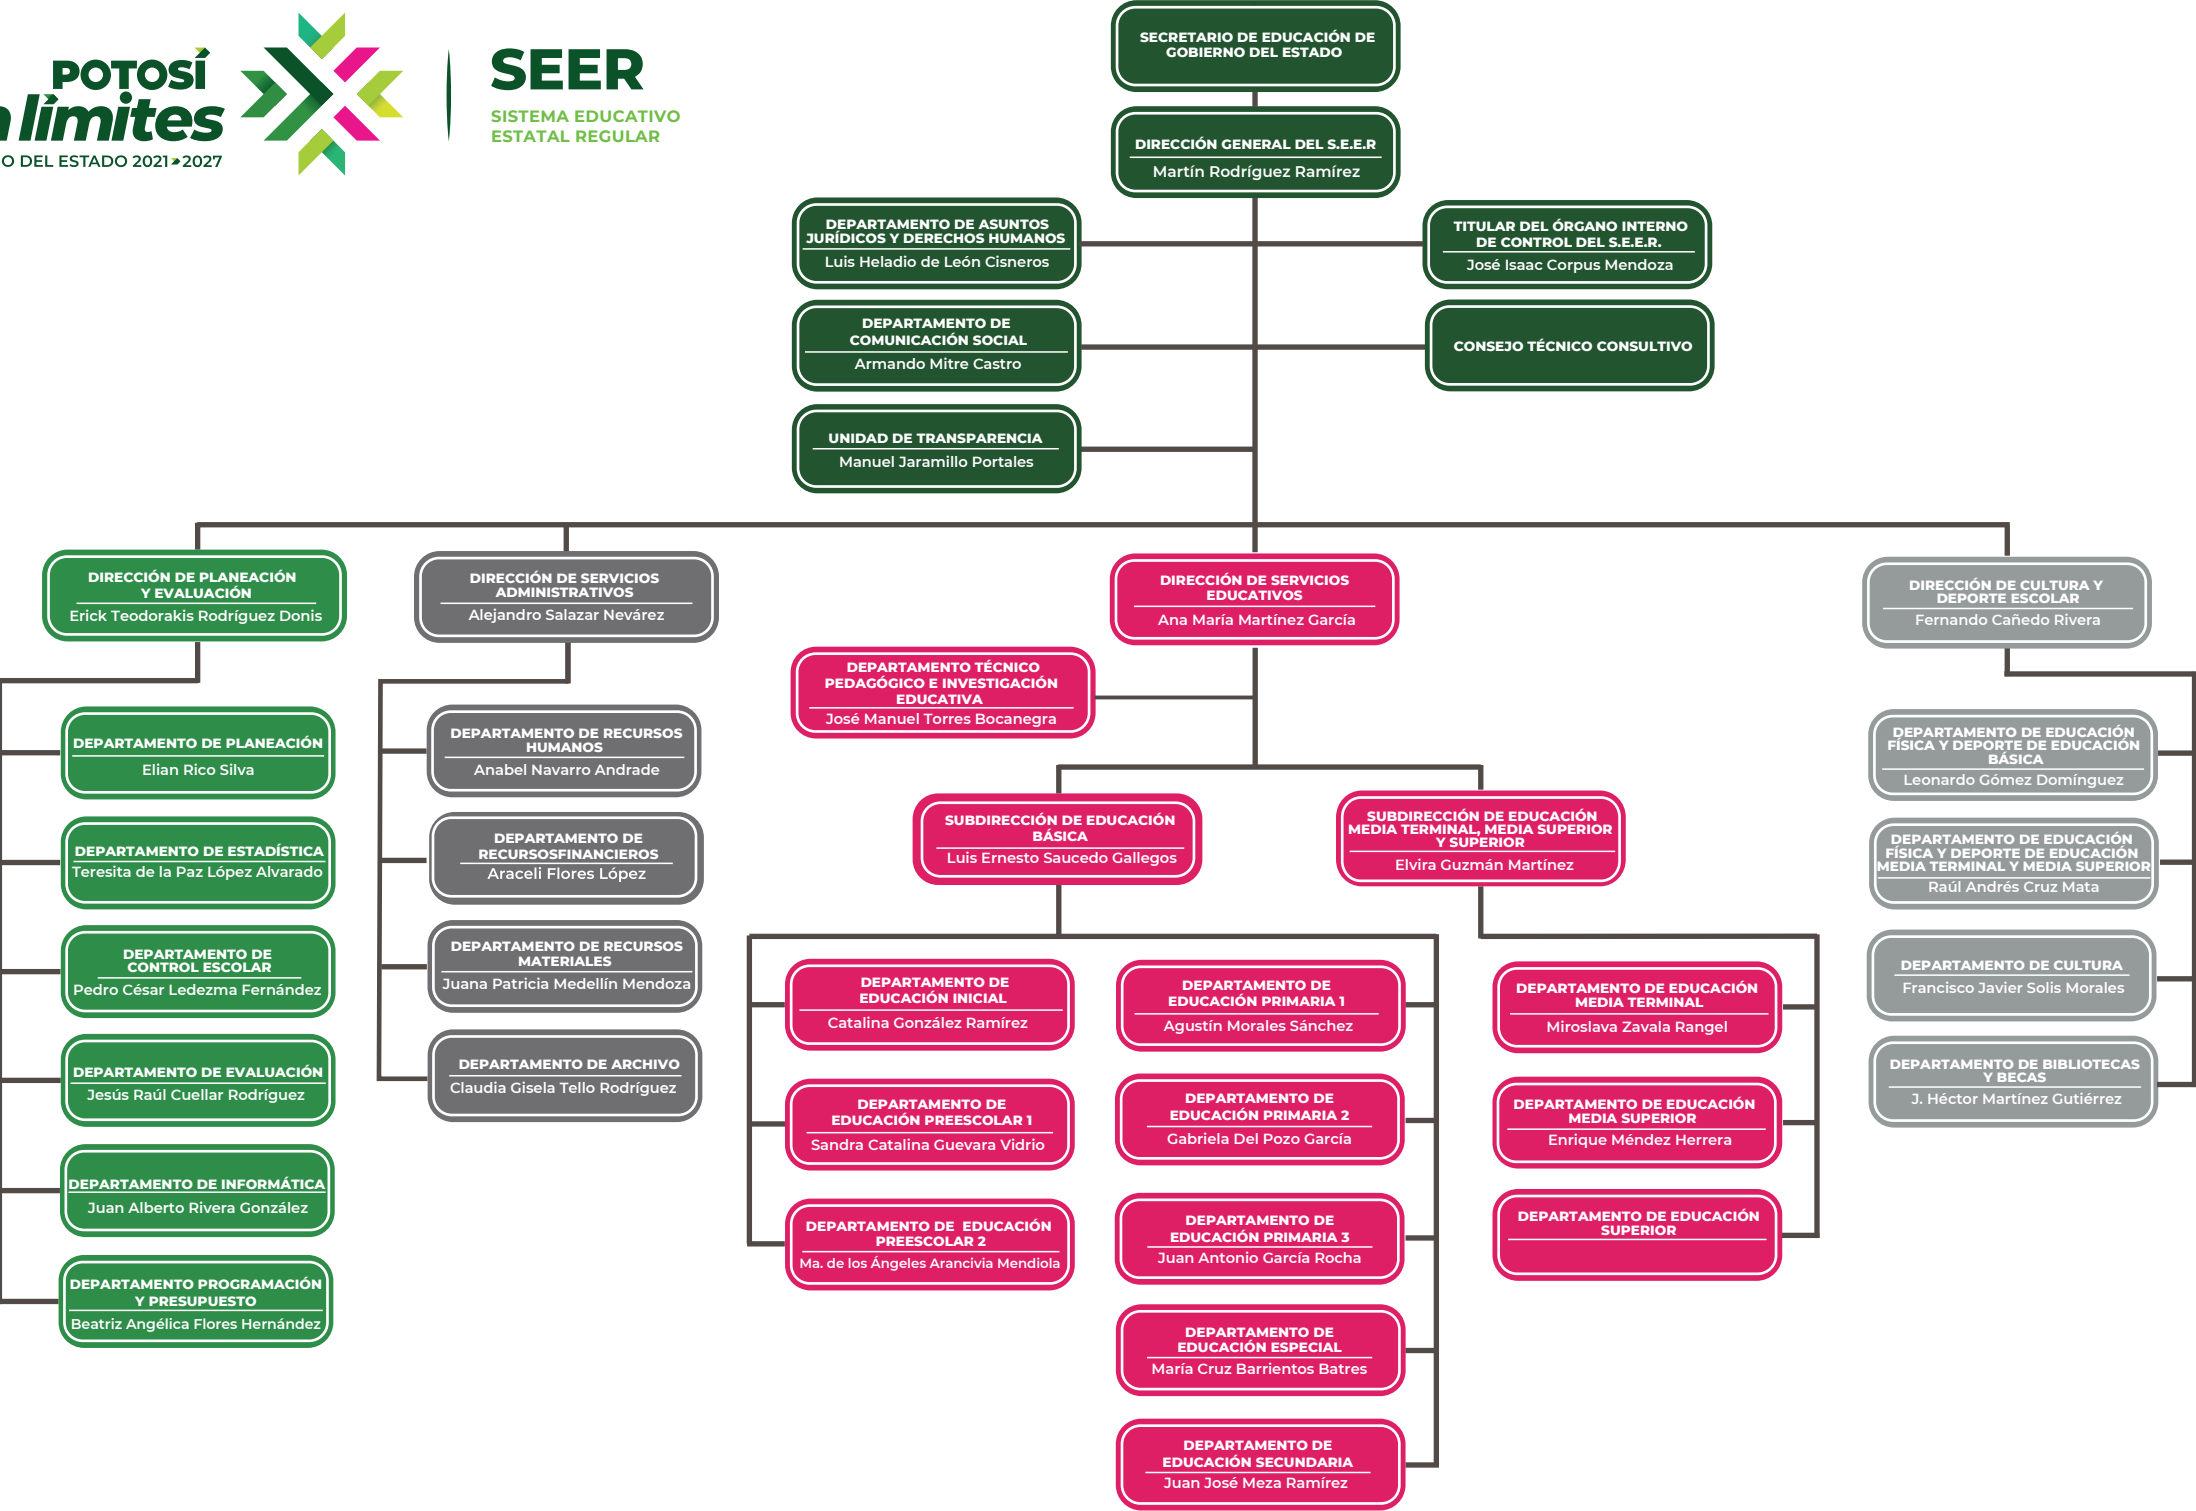 POTOSÍ
límites
O DEL ESTADO 2021 2027
SEER
SISTEMA EDUCATIVO
ESTATAL REGULAR
SECRETARIO DE EDUCACIÓN DE
GOBIERNO DEL ESTADO
DIRECCIÓN GENERAL DEL S.E.E.R
Martín Rodríguez Ramírez
DEPARTAMENTO DE ASUNTOS
JURÍDICOS Y DERECHOS HUMANOS
Luis Heladio de León Cisneros
TITULAR DEL ÓRGANO INTERNO
DE CONTROL DEL S.E.E.R.
José Isaac Corpus Mendoza
DEPARTAMENTO DE
COMUNICACIÓN SOCIAL
Armando Mitre Castro
CONSEJO TÉCNICO CONSULTIVO
UNIDAD DE TRANSPARENCIA
Manuel Jaramillo Portales
DIRECCIÓN DE PLANEACIÓN
Y EVALUACIÓN
Erick Teodorakis Rodríguez Donis
DEPARTAMENTO DE PLANEACIÓN
Elian Rico Silva
DEPARTAMENTO DE ESTADÍSTICA
Teresita de la Paz López Alvarado
DEPARTAMENTO DE
CONTROL ESCOLAR
Pedro César Ledezma Fernández
DEPARTAMENTO DE EVALUACIÓN
Jesús Raúl Cuellar Rodríguez
DEPARTAMENTO DE INFORMÁTICA
Juan Alberto Rivera González
DEPARTAMENTO PROGRAMACIÓN
Y PRESUPUESTO
Beatriz Angélica Flores Hernández
DIRECCIÓN DE SERVICIOS
ADMINISTRATIVOS
Alejandro Salazar Nevárez
DEPARTAMENTO DE RECURSOS
HUMANOS
Anabel Navarro Andrade
DEPARTAMENTO DE
RECURSOSFINANCIEROS
Araceli Flores López
DEPARTAMENTO DE RECURSOS
MATERIALES
Juana Patricia Medellín Mendoza
DEPARTAMENTO DE ARCHIVO
Claudia Gisela Tello Rodríguez
DIRECCIÓN DE SERVICIOS
EDUCATIVOS
Ana María Martínez García
DEPARTAMENTO TÉCNICO
PEDAGÓGICO E INVESTIGACIÓN
EDUCATIVA
José Manuel Torres Bocanegra
SUBDIRECCIÓN DE EDUCACIÓN
BÁSICA
Luis Ernesto Saucedo Gallegos
DEPARTAMENTO DE
EDUCACIÓN INICIAL
Catalina González Ramírez
DEPARTAMENTO DE
EDUCACIÓN PREESCOLAR 1
Sandra Catalina Guevara Vidrio
DEPARTAMENTO DE EDUCACIÓN
PREESCOLAR 2
Ma. de los Ángeles Arancivia Mendiola
DEPARTAMENTO DE
EDUCACIÓN PRIMARIA 1
Agustín Morales Sánchez
DEPARTAMENTO DE
EDUCACIÓN PRIMARIA 2
Gabriela Del Pozo García
DEPARTAMENTO DE
EDUCACIÓN PRIMARIA 3
Juan Antonio García Rocha
DEPARTAMENTO DE
EDUCACIÓN ESPECIAL
María Cruz Barrientos Batres
DEPARTAMENTO DE
EDUCACIÓN SECUNDARIA
Juan José Meza Ramírez
SUBDIRECCIÓN DE EDUCACIÓN
MEDIA TERMINAL, MEDIA SUPERIOR
Y SUPERIOR
Elvira Guzmán Martínez
DEPARTAMENTO DE EDUCACIÓN
MEDIA TERMINAL
Miroslava Zavala Rangel
DEPARTAMENTO DE EDUCACIÓN
MEDIA SUPERIOR
Enrique Méndez Herrera
DEPARTAMENTO DE EDUCACIÓN
SUPERIOR
DIRECCIÓN DE CULTURA Y
DEPORTE ESCOLAR
Fernando Cañedo Rivera
DEPARTAMENTO DE EDUCACIÓN
FÍSICA Y DEPORTE DE EDUCACIÓN
BÁSICA
Leonardo Gómez Domínguez
DEPARTAMENTO DE EDUCACIÓN
FÍSICA Y DEPORTE DE EDUCACIÓN
MEDIA TERMINAL Y MEDIA SUPERIOR
Raúl Andrés Cruz Mata
DEPARTAMENTO DE CULTURA
Francisco Javier Solis Morales
DEPARTAMENTO DE BIBLIOTECAS
Y BECAS
J. Héctor Martínez Gutiérrez